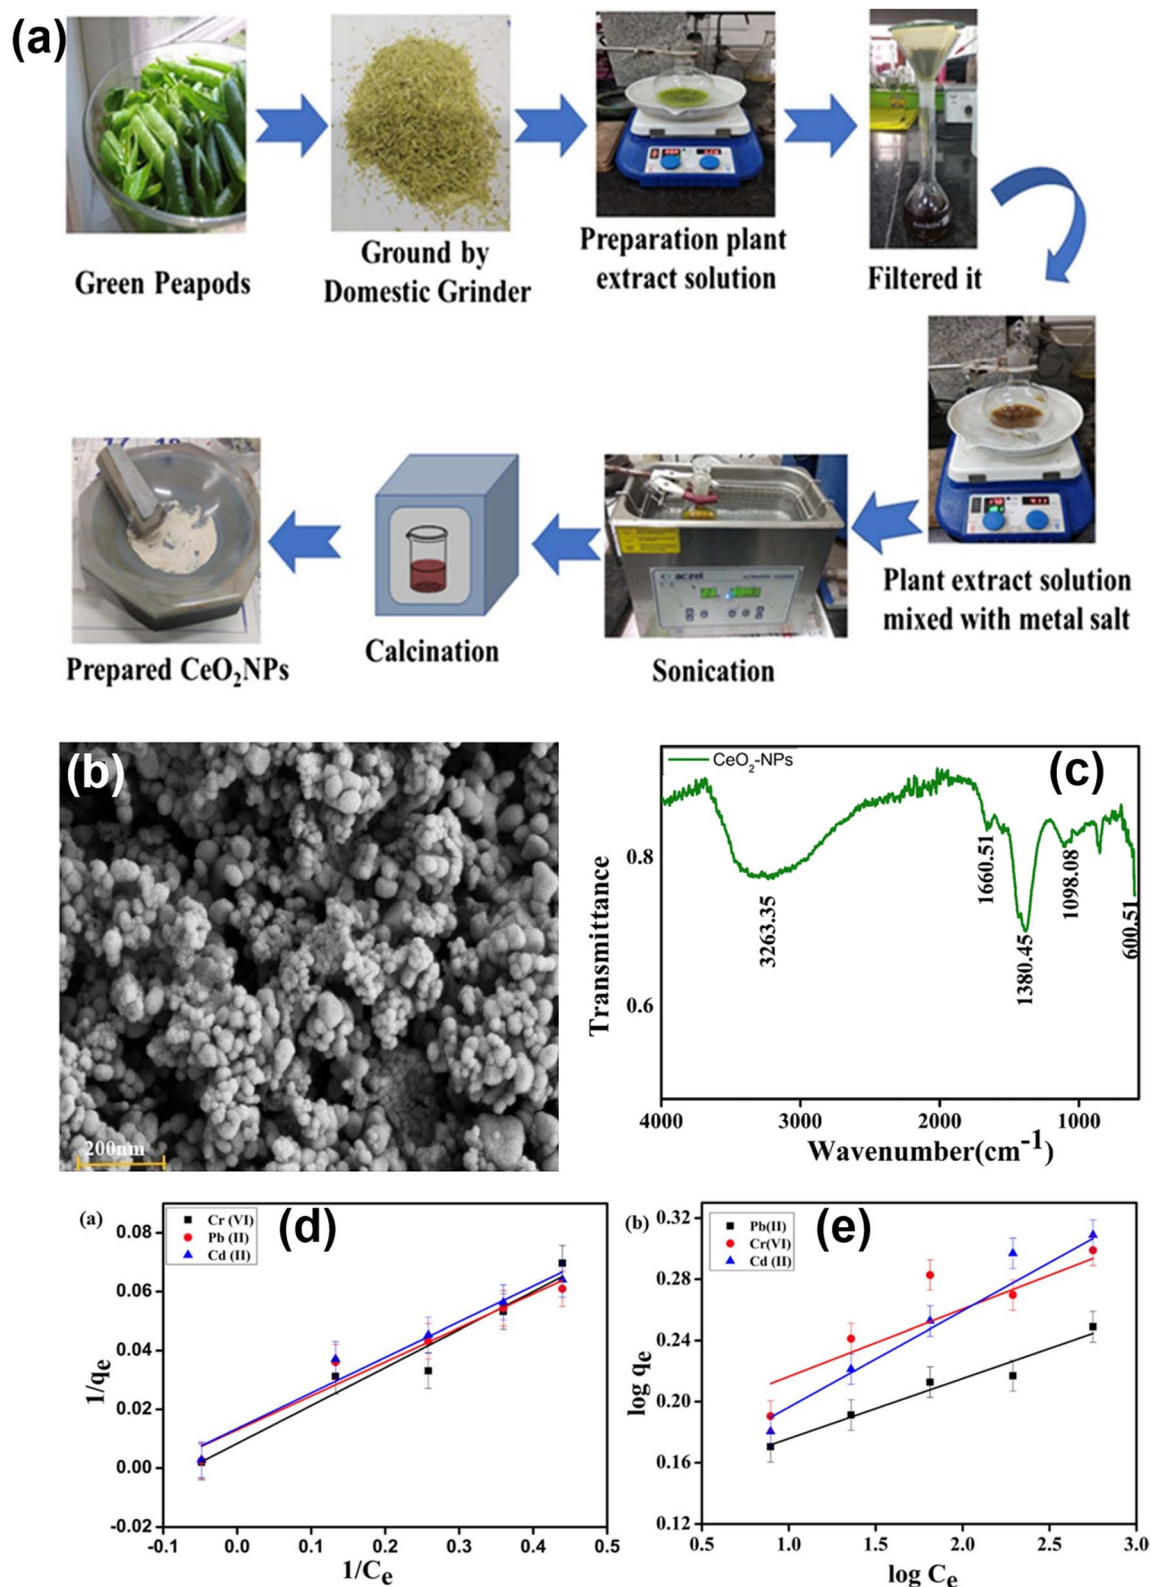 (a)
Green Peapods
Ground by
Domestic Grinder
Preparation plant
extract solution
Filtered it
Plant extract solution
mixed with metal salt
Sonication
Calcination
Prepared CeO₂NPs
(b)
200nm
CeO₂-NPs
(c)
Transmittance
0.8
0.6
3263.35
1660.51
1380.45
1098.08
600.51
4000
3000
2000
1000
Wavenumber(cm⁻¹)
(a)
(d)
Cr (VI)
Pb (II)
Cd (II)
1/qₑ
0.08
0.06
0.04
0.02
0.00
-0.02
-0.1
0.0
0.1
0.2
0.3
0.4
0.5
1/Cₑ
(b)
(e)
Pb(II)
Cr(VI)
Cd (II)
log qₑ
0.32
0.28
0.24
0.20
0.16
0.12
0.5
1.0
1.5
2.0
2.5
3.0
log Cₑ